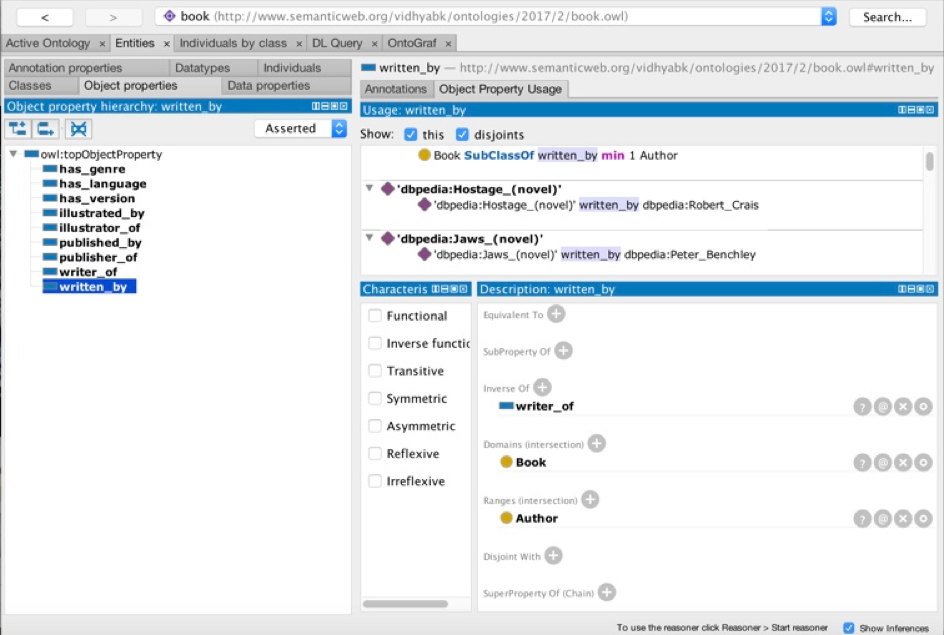 < > book (http://www.semanticweb.org/vidhyabk/ontologies/2017/2/book.owl) Search...
Active Ontology × Entities × Individuals by class × DL Query × OntoGraf ×
Annotation properties Datatypes Individuals
Classes Object properties Data properties
Object property hierarchy: written_by
Asserted
owl:topObjectProperty
has_genre
has_language
has_version
illustrated_by
illustrator_of
published_by
publisher_of
writer_of
written_by
written_by — http://www.semanticweb.org/vidhyabk/ontologies/2017/2/book.owl#written_by
Annotations Object Property Usage
Usage: written_by
Show: this disjoints
Book SubClassOf written_by min 1 Author
'dbpedia:Hostage_(novel)'
'dbpedia:Hostage_(novel)' written_by dbpedia:Robert_Crais
'dbpedia:Jaws_(novel)'
'dbpedia:Jaws_(novel)' written_by dbpedia:Peter_Benchley
Characteris
Functional
Inverse functio
Transitive
Symmetric
Asymmetric
Reflexive
Irreflexive
Description: written_by
Equivalent To +
SubProperty Of +
Inverse Of +
writer_of ? @ × o
Domains (intersection) +
Book ? @ × o
Ranges (intersection) +
Author ? @ × o
Disjoint With +
SuperProperty Of (Chain) +
To use the reasoner click Reasoner > Start reasoner Show Inferences